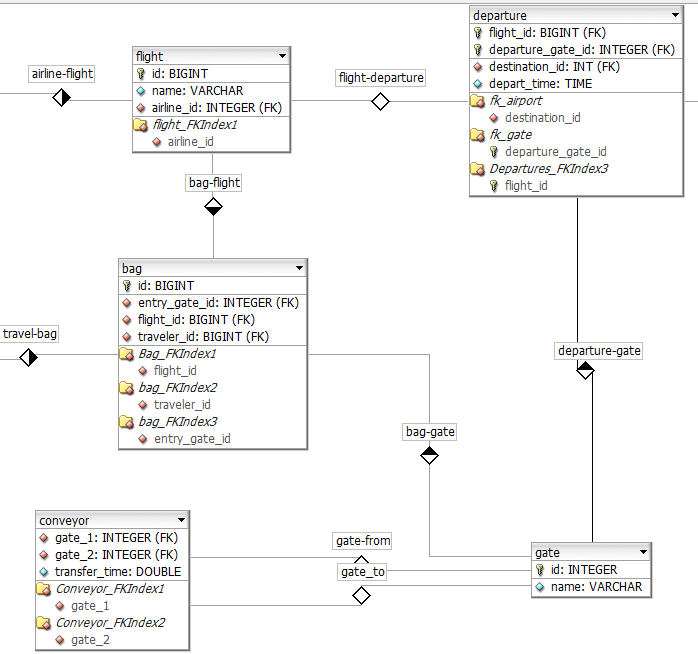 departure
flight_id: BIGINT (FK)
departure_gate_id: INTEGER (FK)
destination_id: INT (FK)
depart_time: TIME
fk_airport
destination_id
fk_gate
departure_gate_id
Departures_FKIndex3
flight_id
airline-flight
flight
id: BIGINT
name: VARCHAR
airline_id: INTEGER (FK)
flight_FKIndex1
airline_id
flight-departure
bag-flight
bag
id: BIGINT
entry_gate_id: INTEGER (FK)
flight_id: BIGINT (FK)
traveler_id: BIGINT (FK)
Bag_FKIndex1
flight_id
bag_FKIndex2
traveler_id
bag_FKIndex3
entry_gate_id
travel-bag
departure-gate
bag-gate
conveyor
gate_1: INTEGER (FK)
gate_2: INTEGER (FK)
transfer_time: DOUBLE
Conveyor_FKIndex1
gate_1
Conveyor_FKIndex2
gate_2
gate-from
gate_to
gate
id: INTEGER
name: VARCHAR